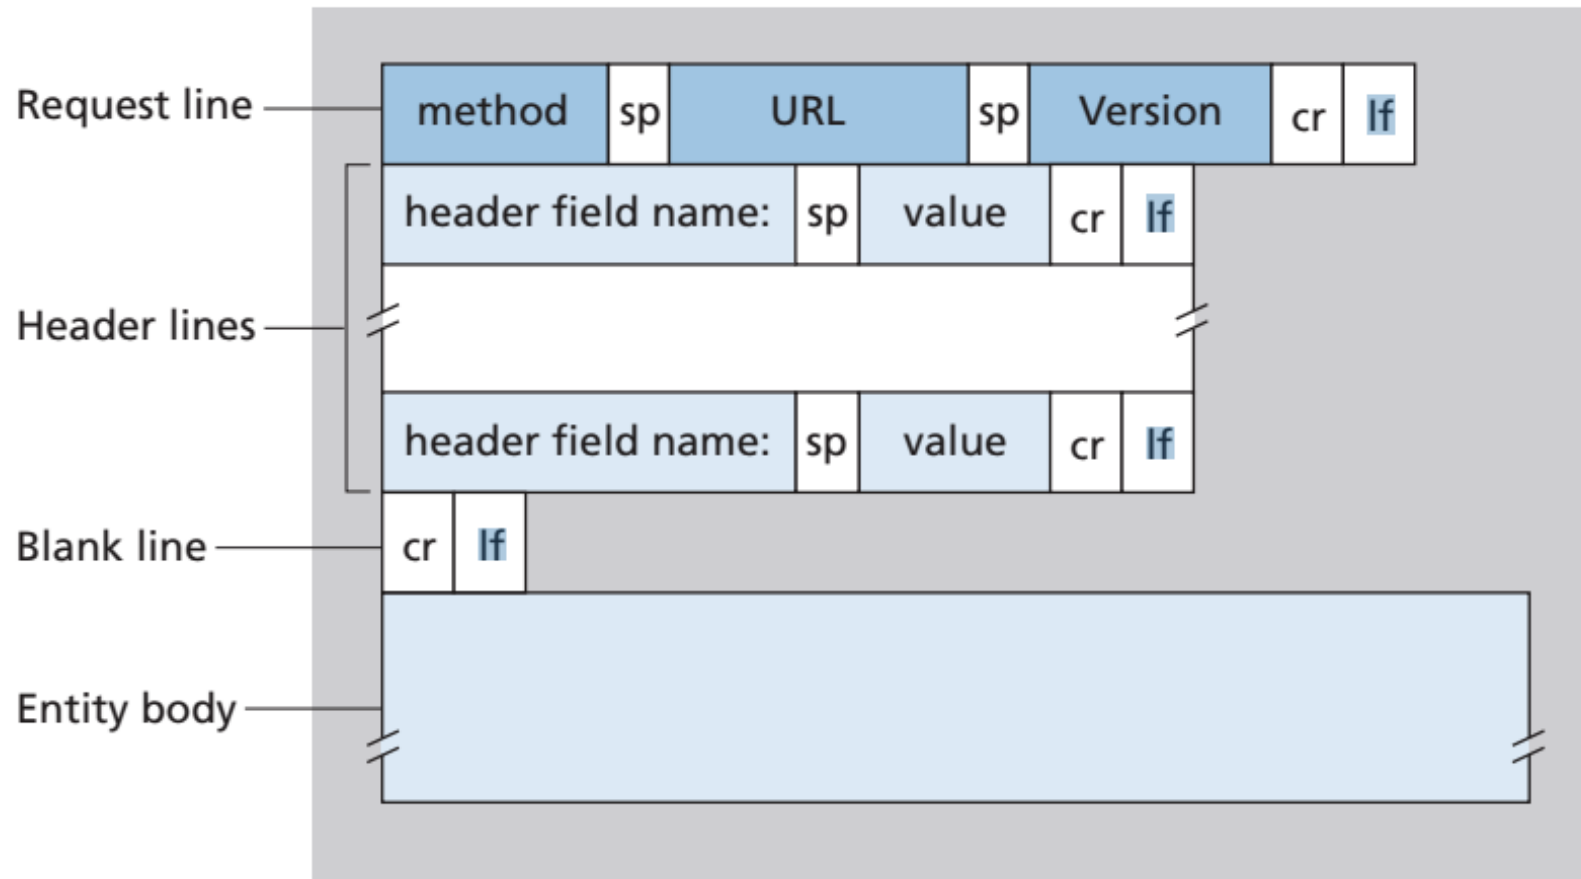 Request line method sp URL sp Version cr lf
header field name: sp value cr lf
Header lines
header field name: sp value cr lf
Blank line cr lf
Entity body